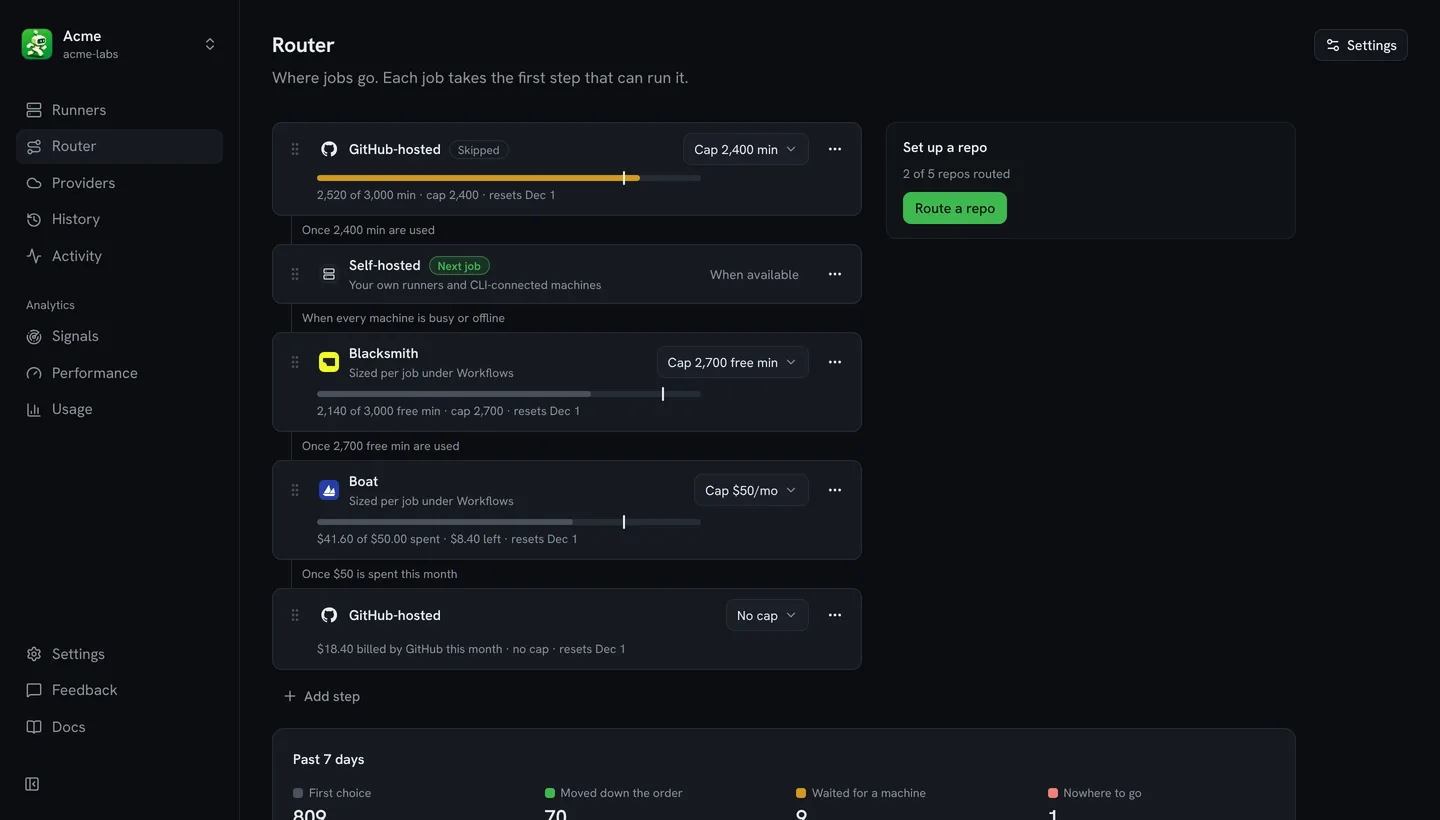 Acme
acme-labs
Runners
Router
Providers
History
Activity
Analytics
Signals
Performance
Usage
Settings
Feedback
Docs
Router
Where jobs go. Each job takes the first step that can run it.
Settings
GitHub-hosted Skipped Cap 2,400 min
2,520 of 3,000 min · cap 2,400 · resets Dec 1
Once 2,400 min are used
Self-hosted Next job
Your own runners and CLI-connected machines
When available
When every machine is busy or offline
Blacksmith
Sized per job under Workflows
Cap 2,700 free min
2,140 of 3,000 free min · cap 2,700 · resets Dec 1
Once 2,700 free min are used
Boat
Sized per job under Workflows
Cap $50/mo
$41.60 of $50.00 spent · $8.40 left · resets Dec 1
Once $50 is spent this month
GitHub-hosted No cap
$18.40 billed by GitHub this month · no cap · resets Dec 1
Add step
Set up a repo
2 of 5 repos routed
Route a repo
Past 7 days
First choice
809
Moved down the order
70
Waited for a machine
9
Nowhere to go
1